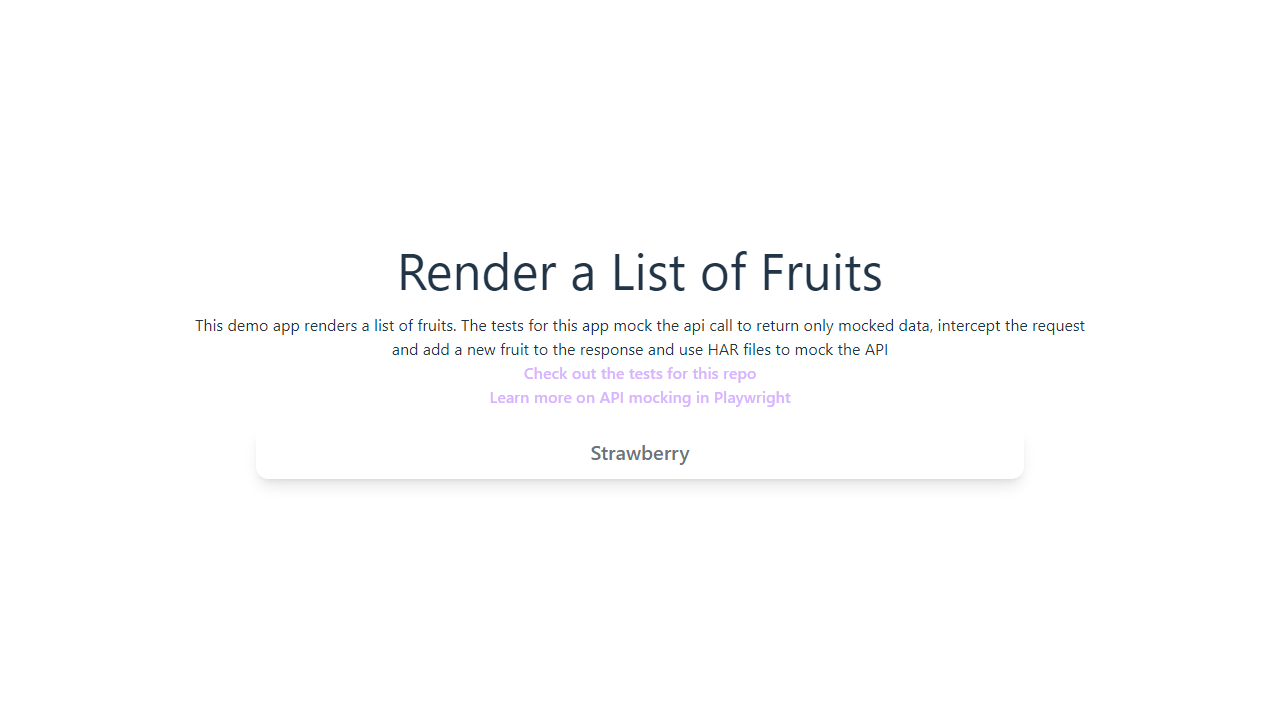 Render a List of Fruits
This demo app renders a list of fruits. The tests for this app mock the api call to return only mocked data, intercept the request
and add a new fruit to the response and use HAR files to mock the API
Check out the tests for this repo
Learn more on API mocking in Playwright
Strawberry